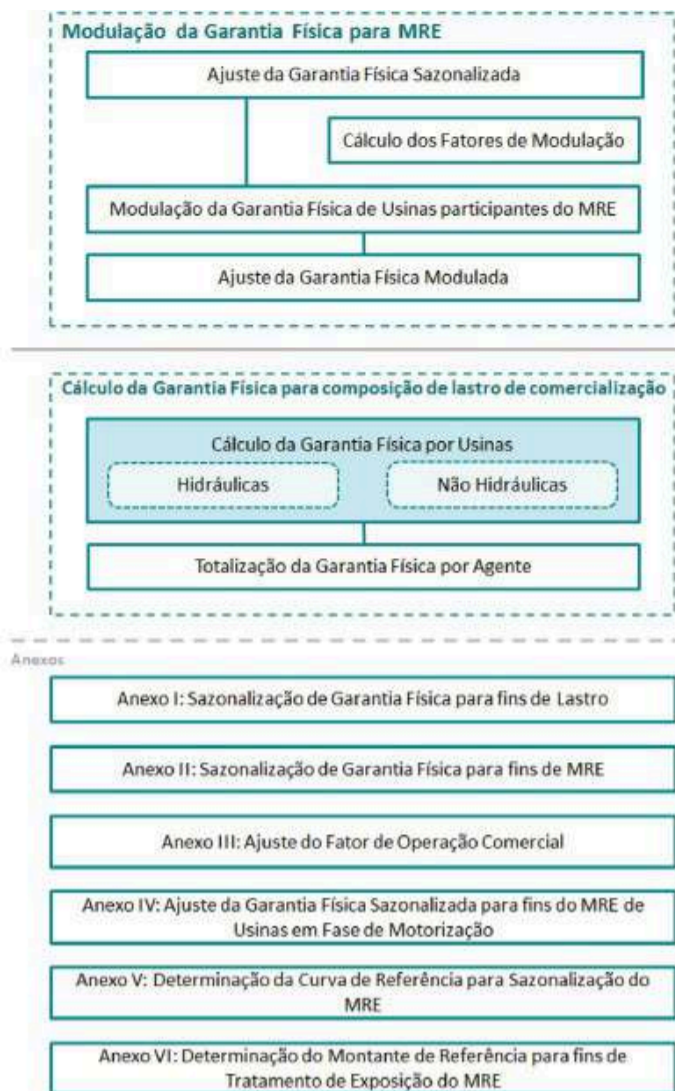 Modulação da Garantia Física para MRE
Ajuste da Garantia Física Sazonalizada
Cálculo dos Fatores de Modulação
Modulação da Garantia Física de Usinas participantes do MRE
Ajuste da Garantia Física Modulada
Cálculo da Garantia Física para composição de lastro de comercialização
Cálculo da Garantia Física por Usinas
Hidráulicas
Não Hidráulicas
Totalização da Garantia Física por Agente
Anexos
Anexo I: Sazonalização de Garantia Física para fins de Lastro
Anexo II: Sazonalização de Garantia Física para fins de MRE
Anexo III: Ajuste do Fator de Operação Comercial
Anexo IV: Ajuste da Garantia Física Sazonalizada para fins do MRE de
Usinas em Fase de Motorização
Anexo V: Determinação da Curva de Referência para Sazonalização do
MRE
Anexo VI: Determinação do Montante de Referência para fins de
Tratamento de Exposição do MRE